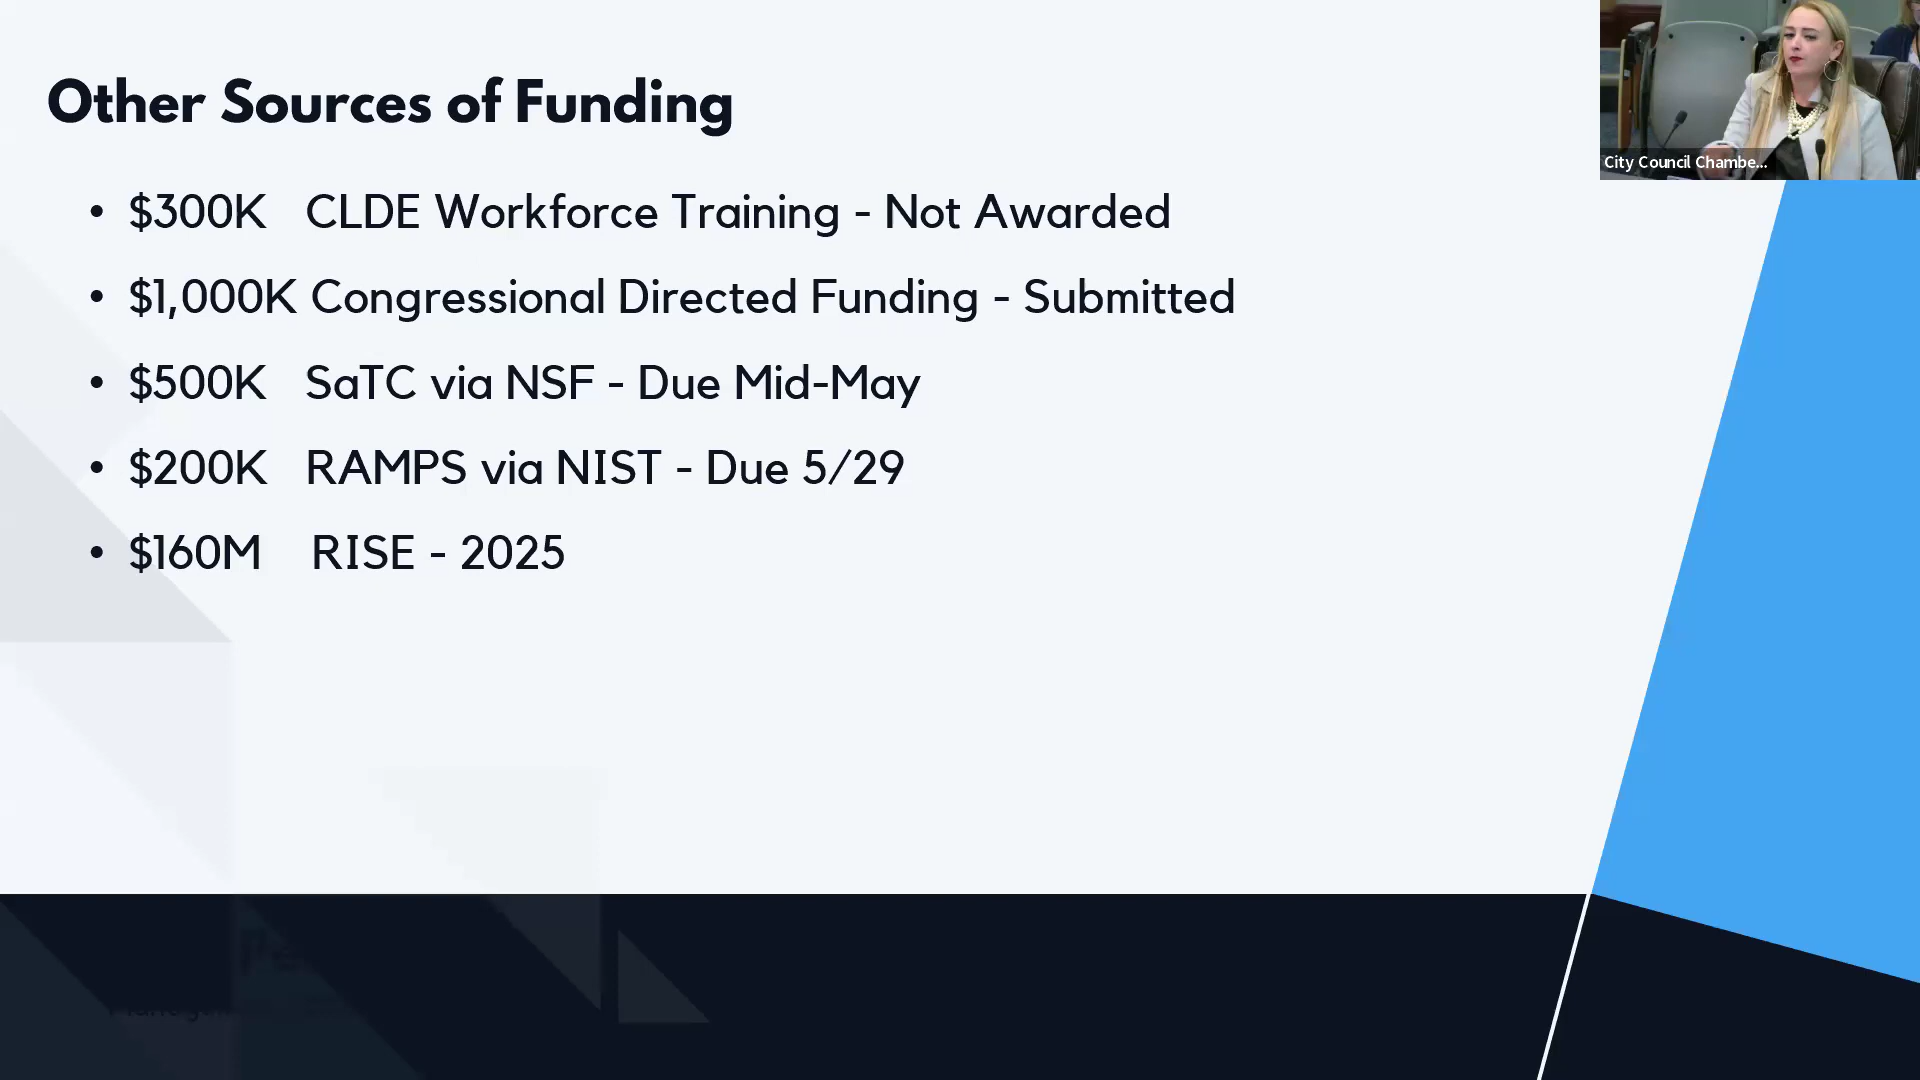 Other Sources of Funding
• $300K CLDE Workforce Training - Not Awarded
• $1,000K Congressional Directed Funding - Submitted
• $500K SaTC via NSF - Due Mid-May
• $200K RAMPS via NIST - Due 5/29
• $160M RISE - 2025
City Council Chambe...